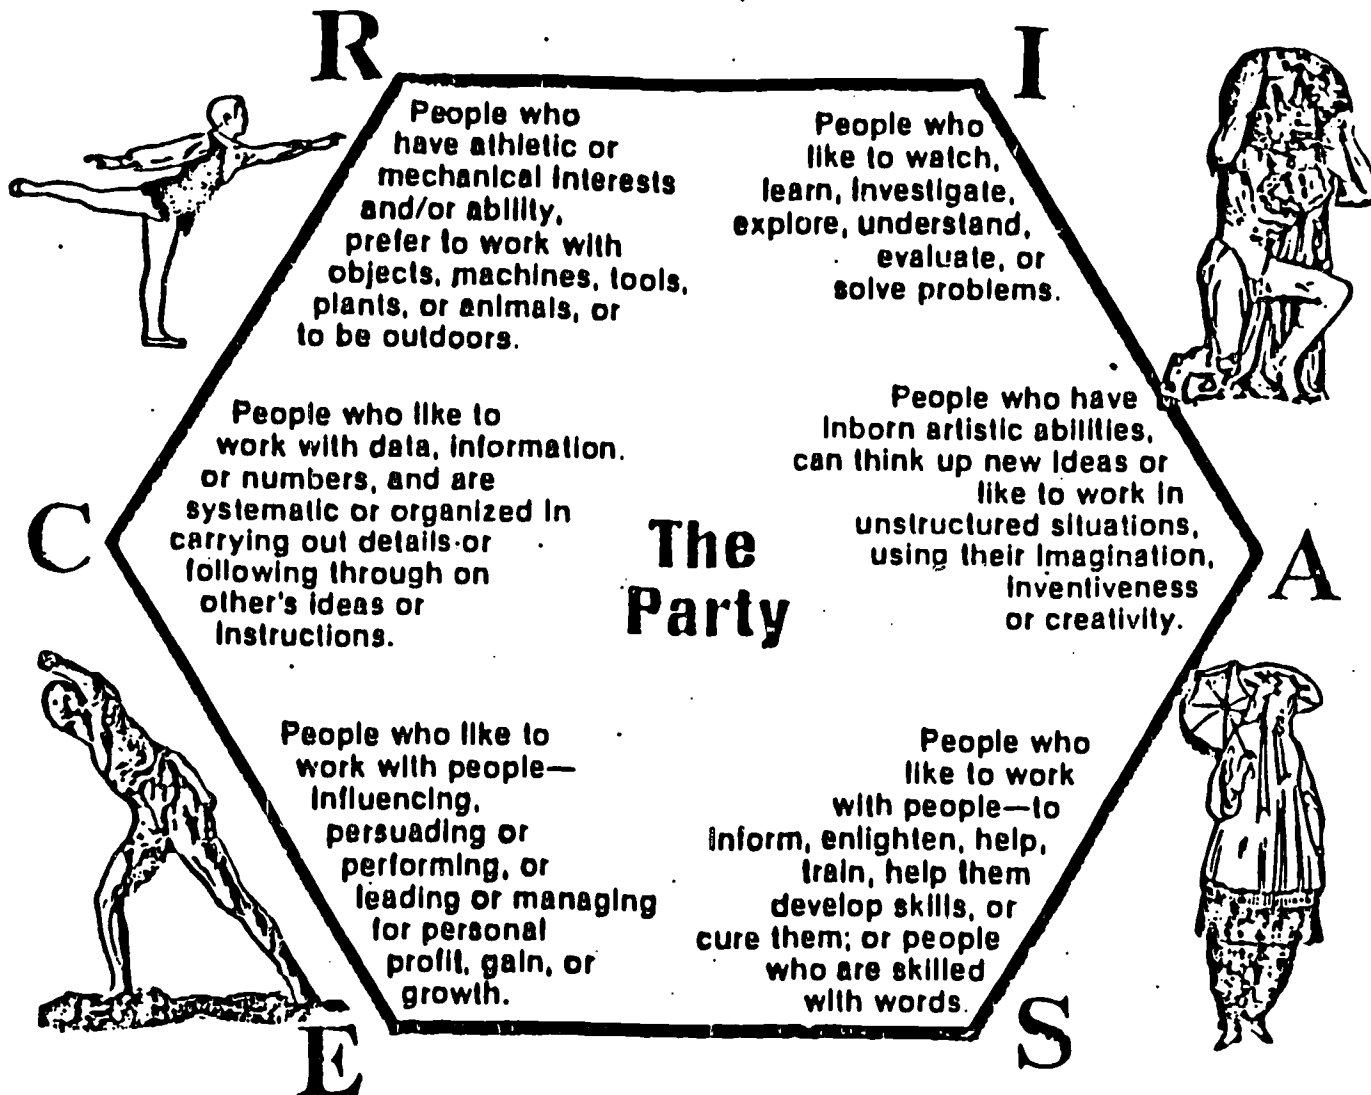 R
People who
have athletic or
mechanical interests
and/or ability,
prefer to work with
objects, machines, tools,
plants, or animals, or
to be outdoors.
I
People who
like to watch,
learn, investigate,
explore, understand,
evaluate, or
solve problems.
C
People who like to
work with data, information.
or numbers, and are
systematic or organized in
carrying out details or
following through on
other's ideas or
instructions.
The
Party
A
People who have
inborn artistic abilities,
can think up new ideas or
like to work in
unstructured situations,
using their imagination,
inventiveness
or creativity.
E
People who like to
work with people—
influencing,
persuading or
performing, or
leading or managing
for personal
profit, gain, or
growth.
S
People who
like to work
with people—to
inform, enlighten, help,
train, help them
develop skills, or
cure them; or people
who are skilled
with words.